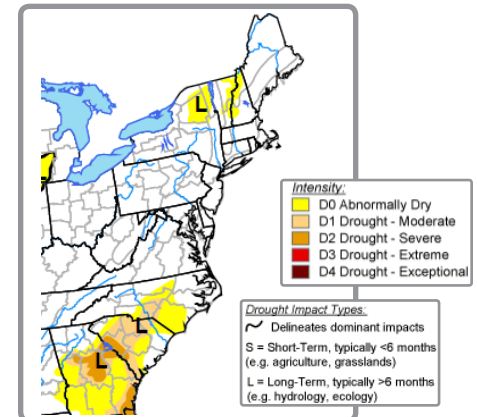 L
Intensity:
D0 Abnormally Dry
D1 Drought - Moderate
D2 Drought - Severe
D3 Drought - Extreme
D4 Drought - Exceptional
Drought Impact Types:
Delineates dominant impacts
S = Short-Term, typically <6 months
(e.g. agriculture, grasslands)
L = Long-Term, typically >6 months
(e.g. hydrology, ecology)
L
L